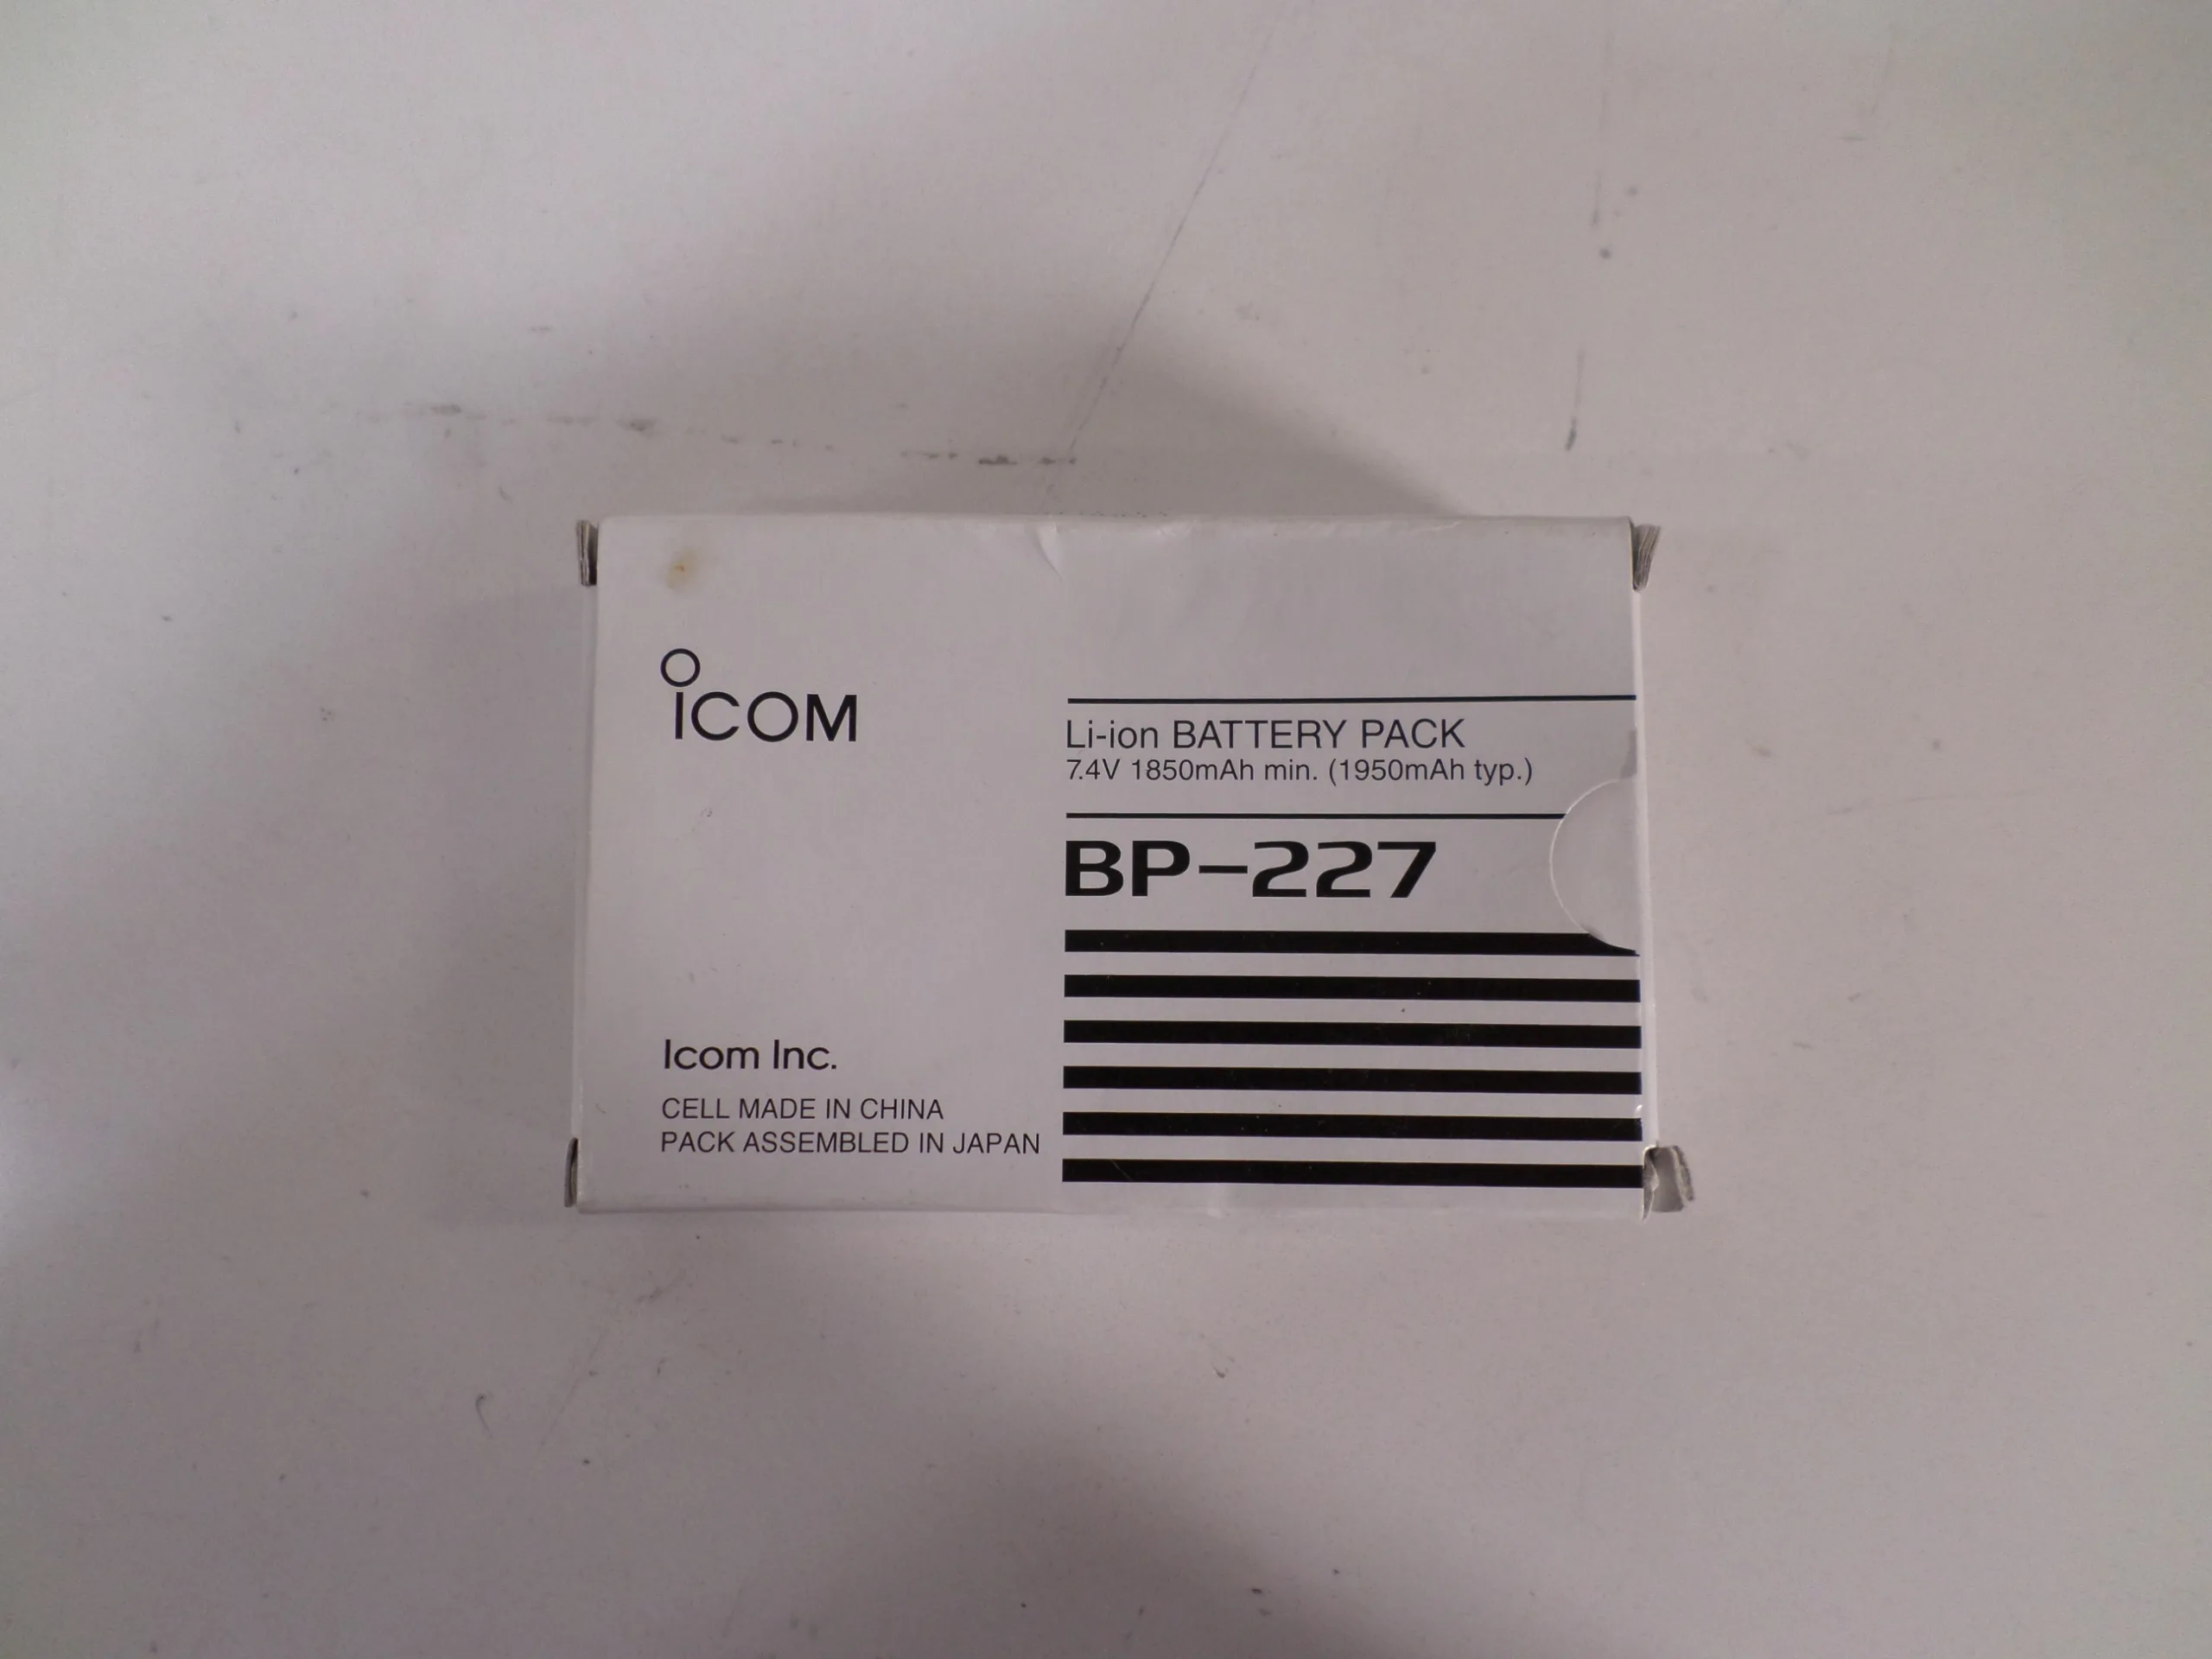 ICOM
Li-ion BATTERY PACK
7.4V 1850mAh min. (1950mAh typ.)
BP-227
Icom Inc.
CELL MADE IN CHINA
PACK ASSEMBLED IN JAPAN